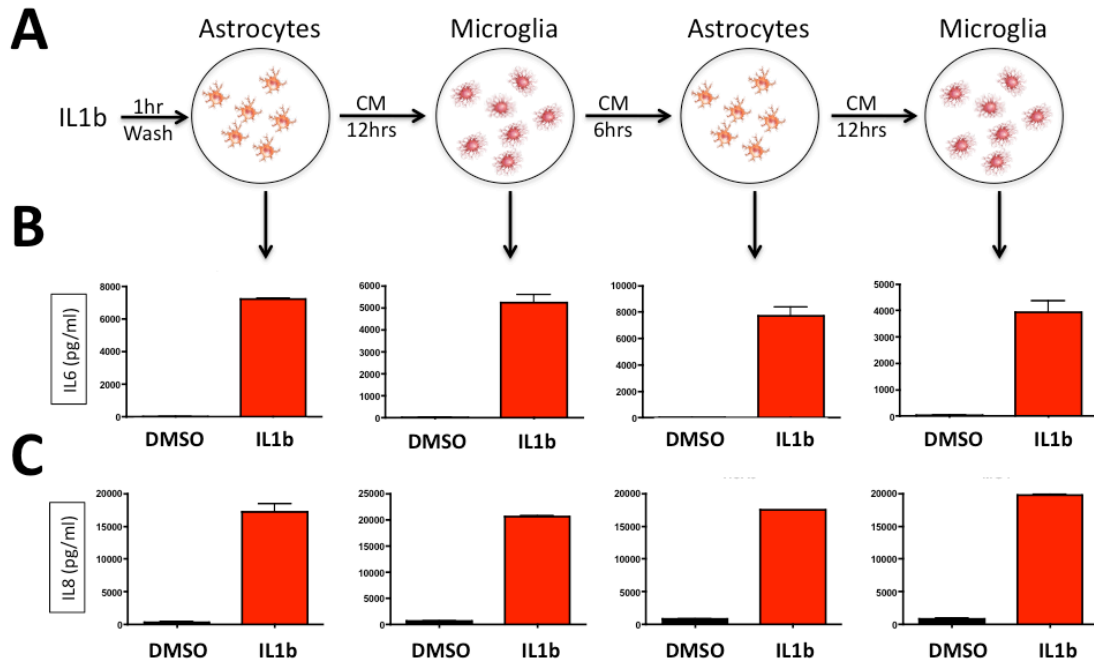 A
Astrocytes
Microglia
Astrocytes
Microglia
IL1b
1hr
Wash
CM
12hrs
CM
6hrs
CM
12hrs
B
IL6 (pg/ml)
8000
6000
4000
2000
0
DMSO
IL1b
6000
5000
4000
3000
2000
1000
0
DMSO
IL1b
10000
8000
6000
4000
2000
0
DMSO
IL1b
5000
4000
3000
2000
1000
0
DMSO
IL1b
C
IL8 (pg/ml)
20000
15000
10000
5000
0
DMSO
IL1b
25000
20000
15000
10000
5000
0
DMSO
IL1b
20000
15000
10000
5000
0
DMSO
IL1b
20000
15000
10000
5000
0
DMSO
IL1b